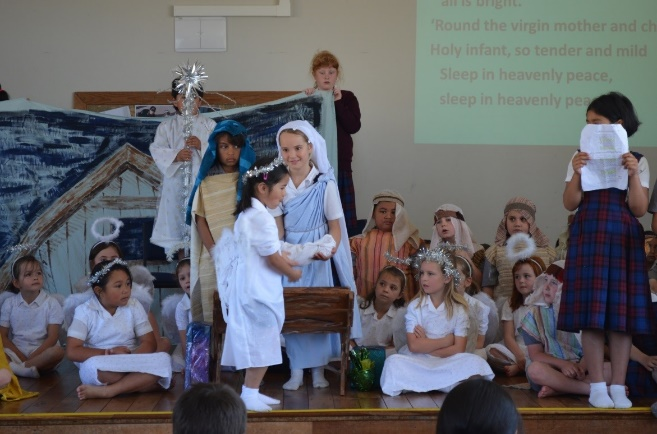 all is bright.
'Round the virgin mother and ch
Holy infant, so tender and mild
Sleep in heavenly peace,
sleep in heavenly pea